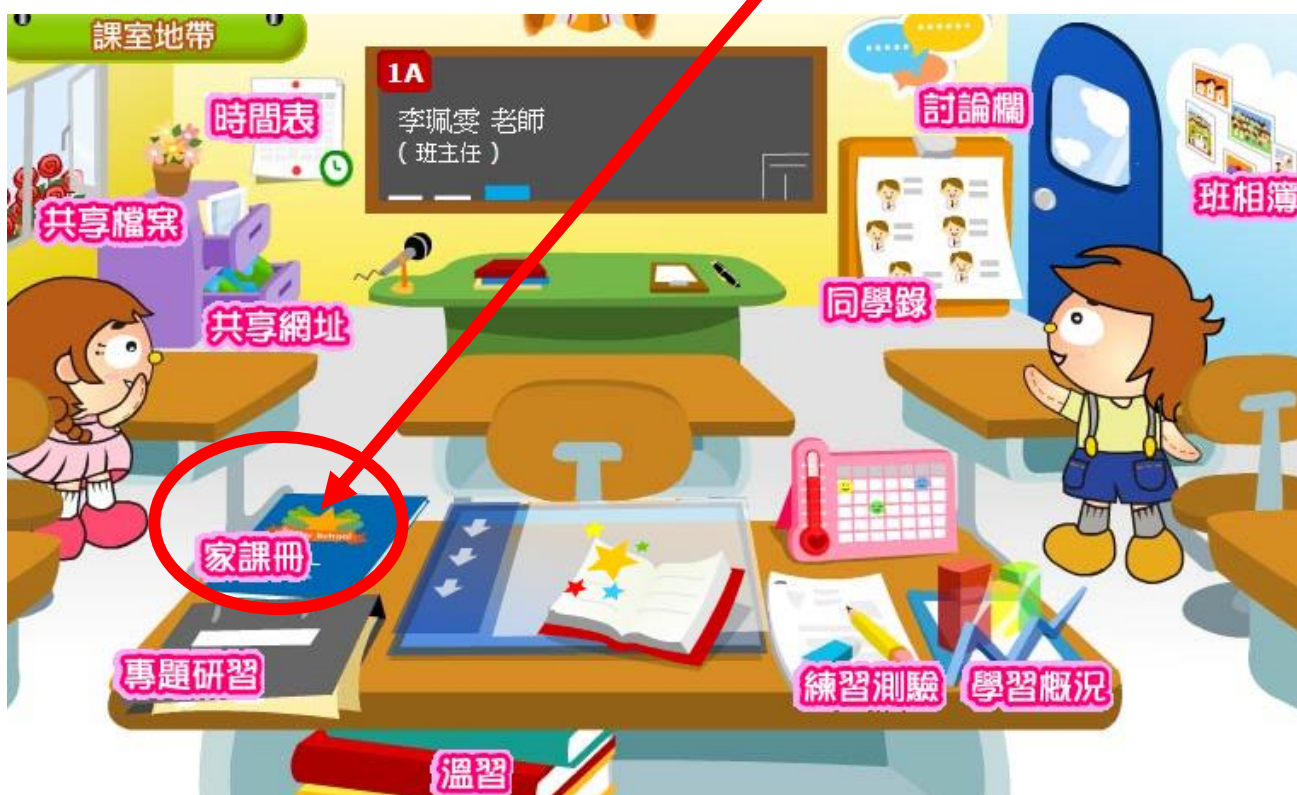 課室地帶
1A
李珮雯 老師
( 班主任 )
時間表
討論欄
班相簿
共享檔案
同學錄
共享網址
School
家課冊
專題研習
練習測驗
學習概況
溫習